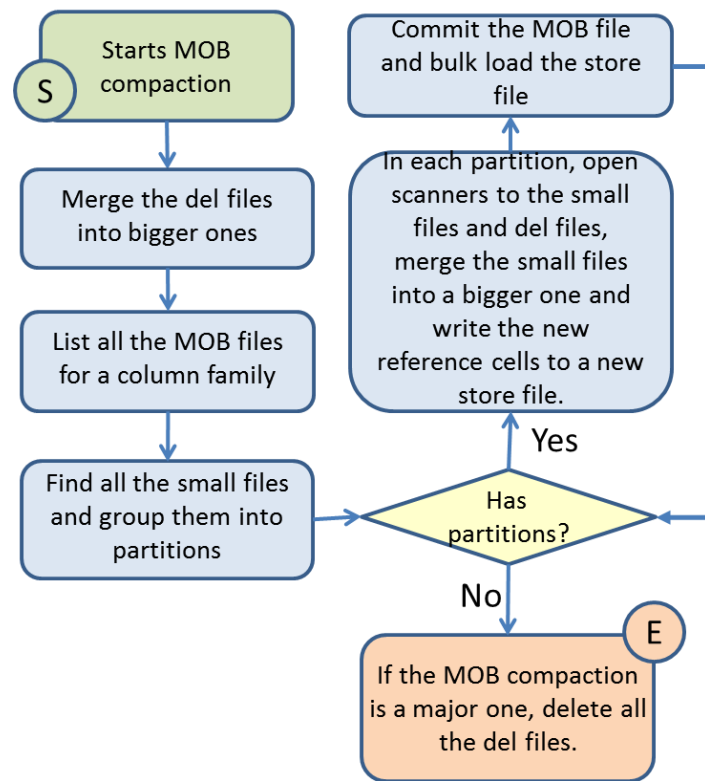 Starts MOB
compaction
S
Merge the del files
into bigger ones
List all the MOB files
for a column family
Find all the small files
and group them into
partitions
Has
partitions?
Yes
In each partition, open
scanners to the small
files and del files,
merge the small files
into a bigger one and
write the new
reference cells to a new
store file.
Commit the MOB file
and bulk load the store
file
No
E
If the MOB compaction
is a major one, delete all
the del files.